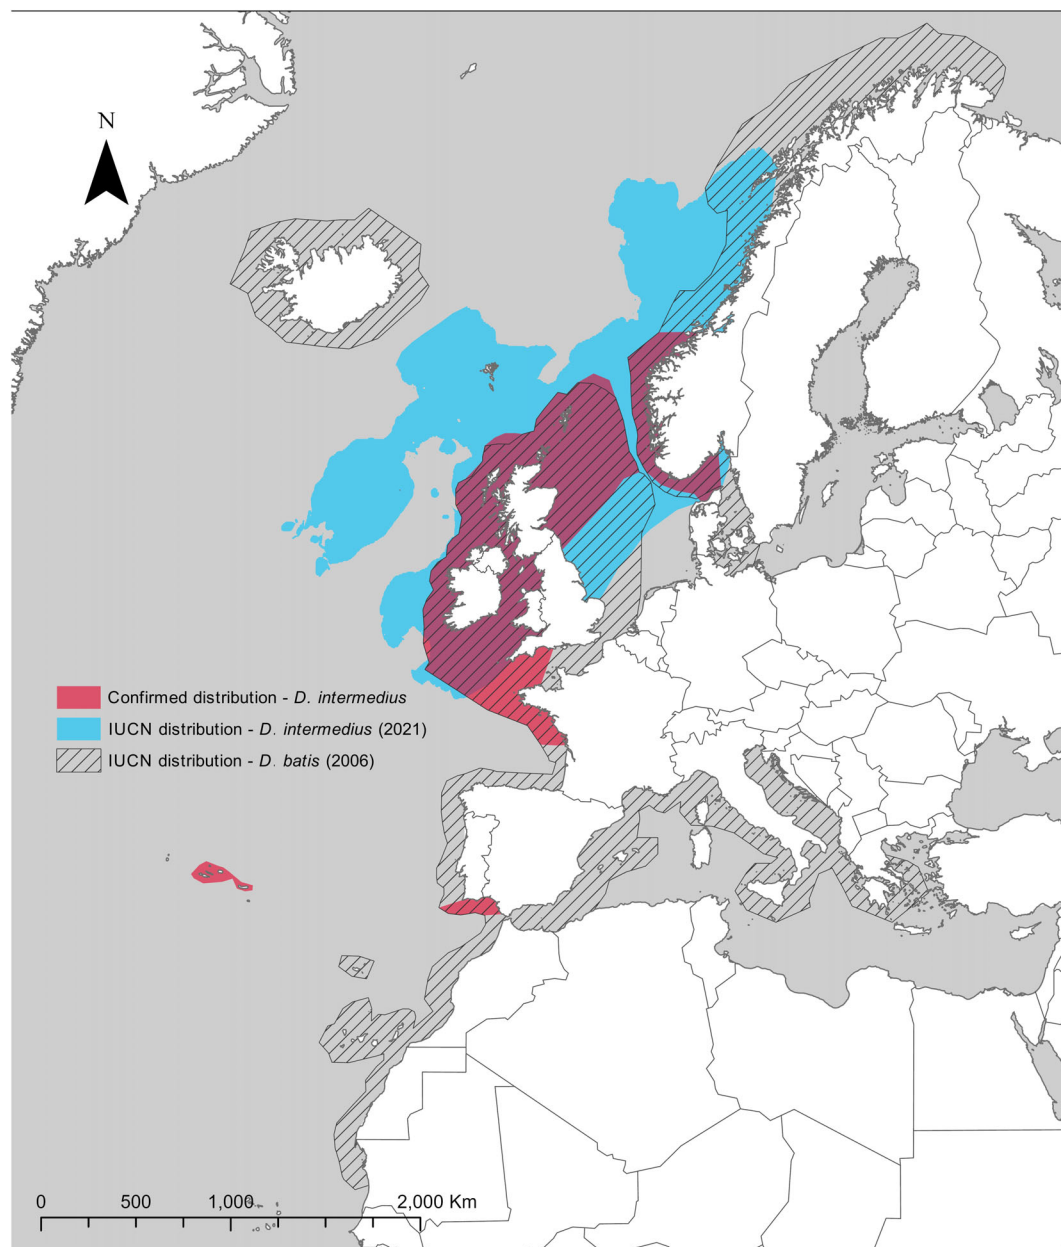 N
Confirmed distribution - D. intermedius
IUCN distribution - D. intermedius (2021)
IUCN distribution - D. batis (2006)
0 500 1,000 2,000 Km